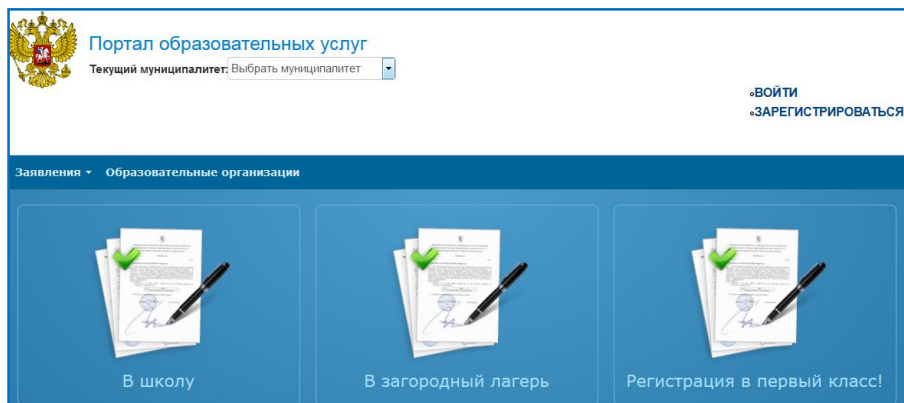 Портал образовательных услуг
Текущий муниципалитет: Выбрать муниципалитет
ВОЙТИ
ЗАРЕГИСТРИРОВАТЬСЯ
Заявления Образовательные организации
В школу
В загородный лагерь
Регистрация в первый класс!